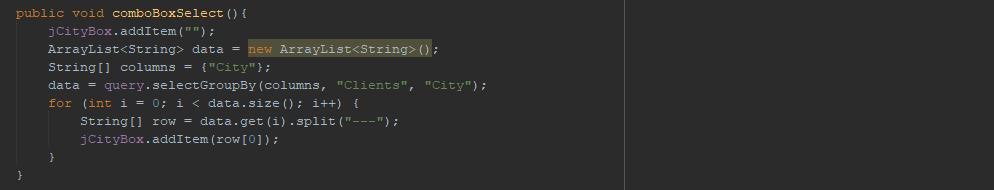 public void comboBoxSelect(){
    jCityBox.addItem("");
    ArrayList<String> data = new ArrayList<String>();
    String[] columns = {"City"};
    data = query.selectGroupBy(columns, "Clients", "City");
    for (int i = 0; i < data.size(); i++) {
        String[] row = data.get(i).split("---");
        jCityBox.addItem(row[0]);
    }
}